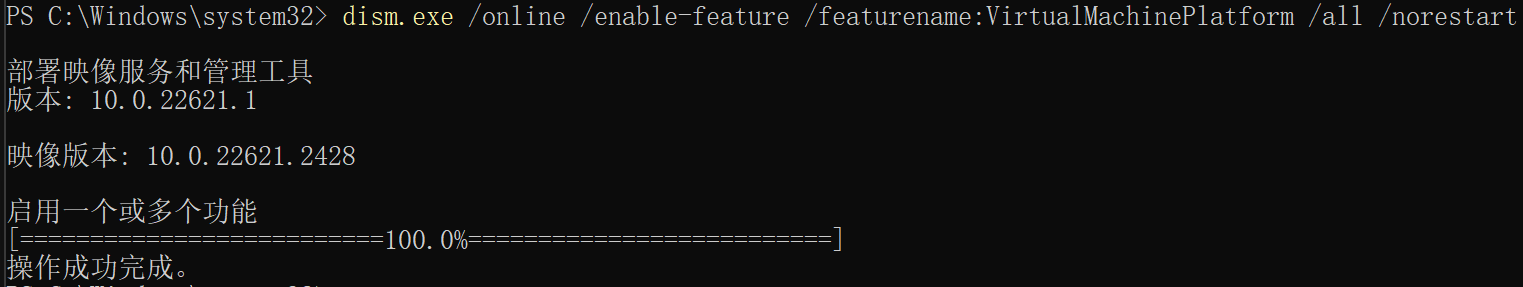 PS C:\Windows\system32> dism.exe /online /enable-feature /featurename:VirtualMachinePlatform /all /norestart
部署映像服务和管理工具
版本: 10.0.22621.1
映像版本: 10.0.22621.2428
启用一个或多个功能
[==========================100.0%==========================]
操作成功完成。